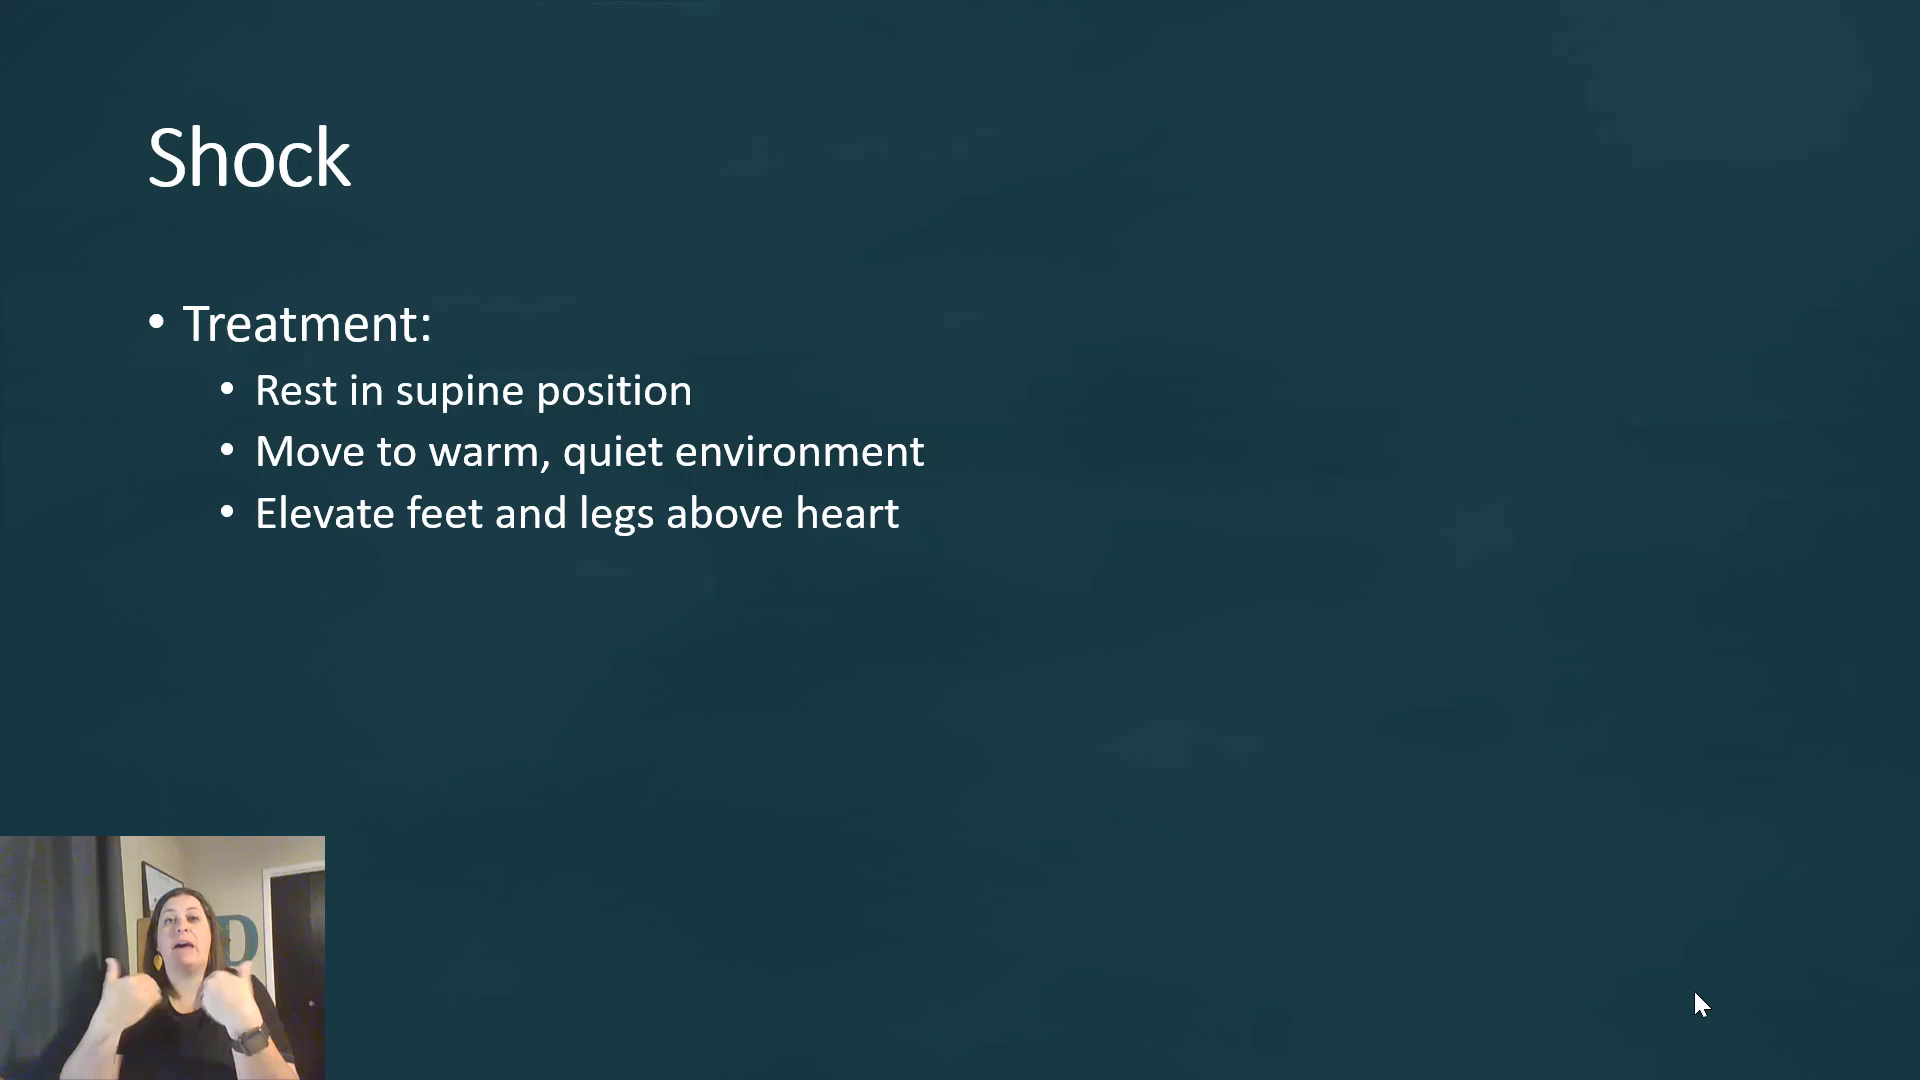 Shock
• Treatment:
• Rest in supine position
• Move to warm, quiet environment
• Elevate feet and legs above heart
D